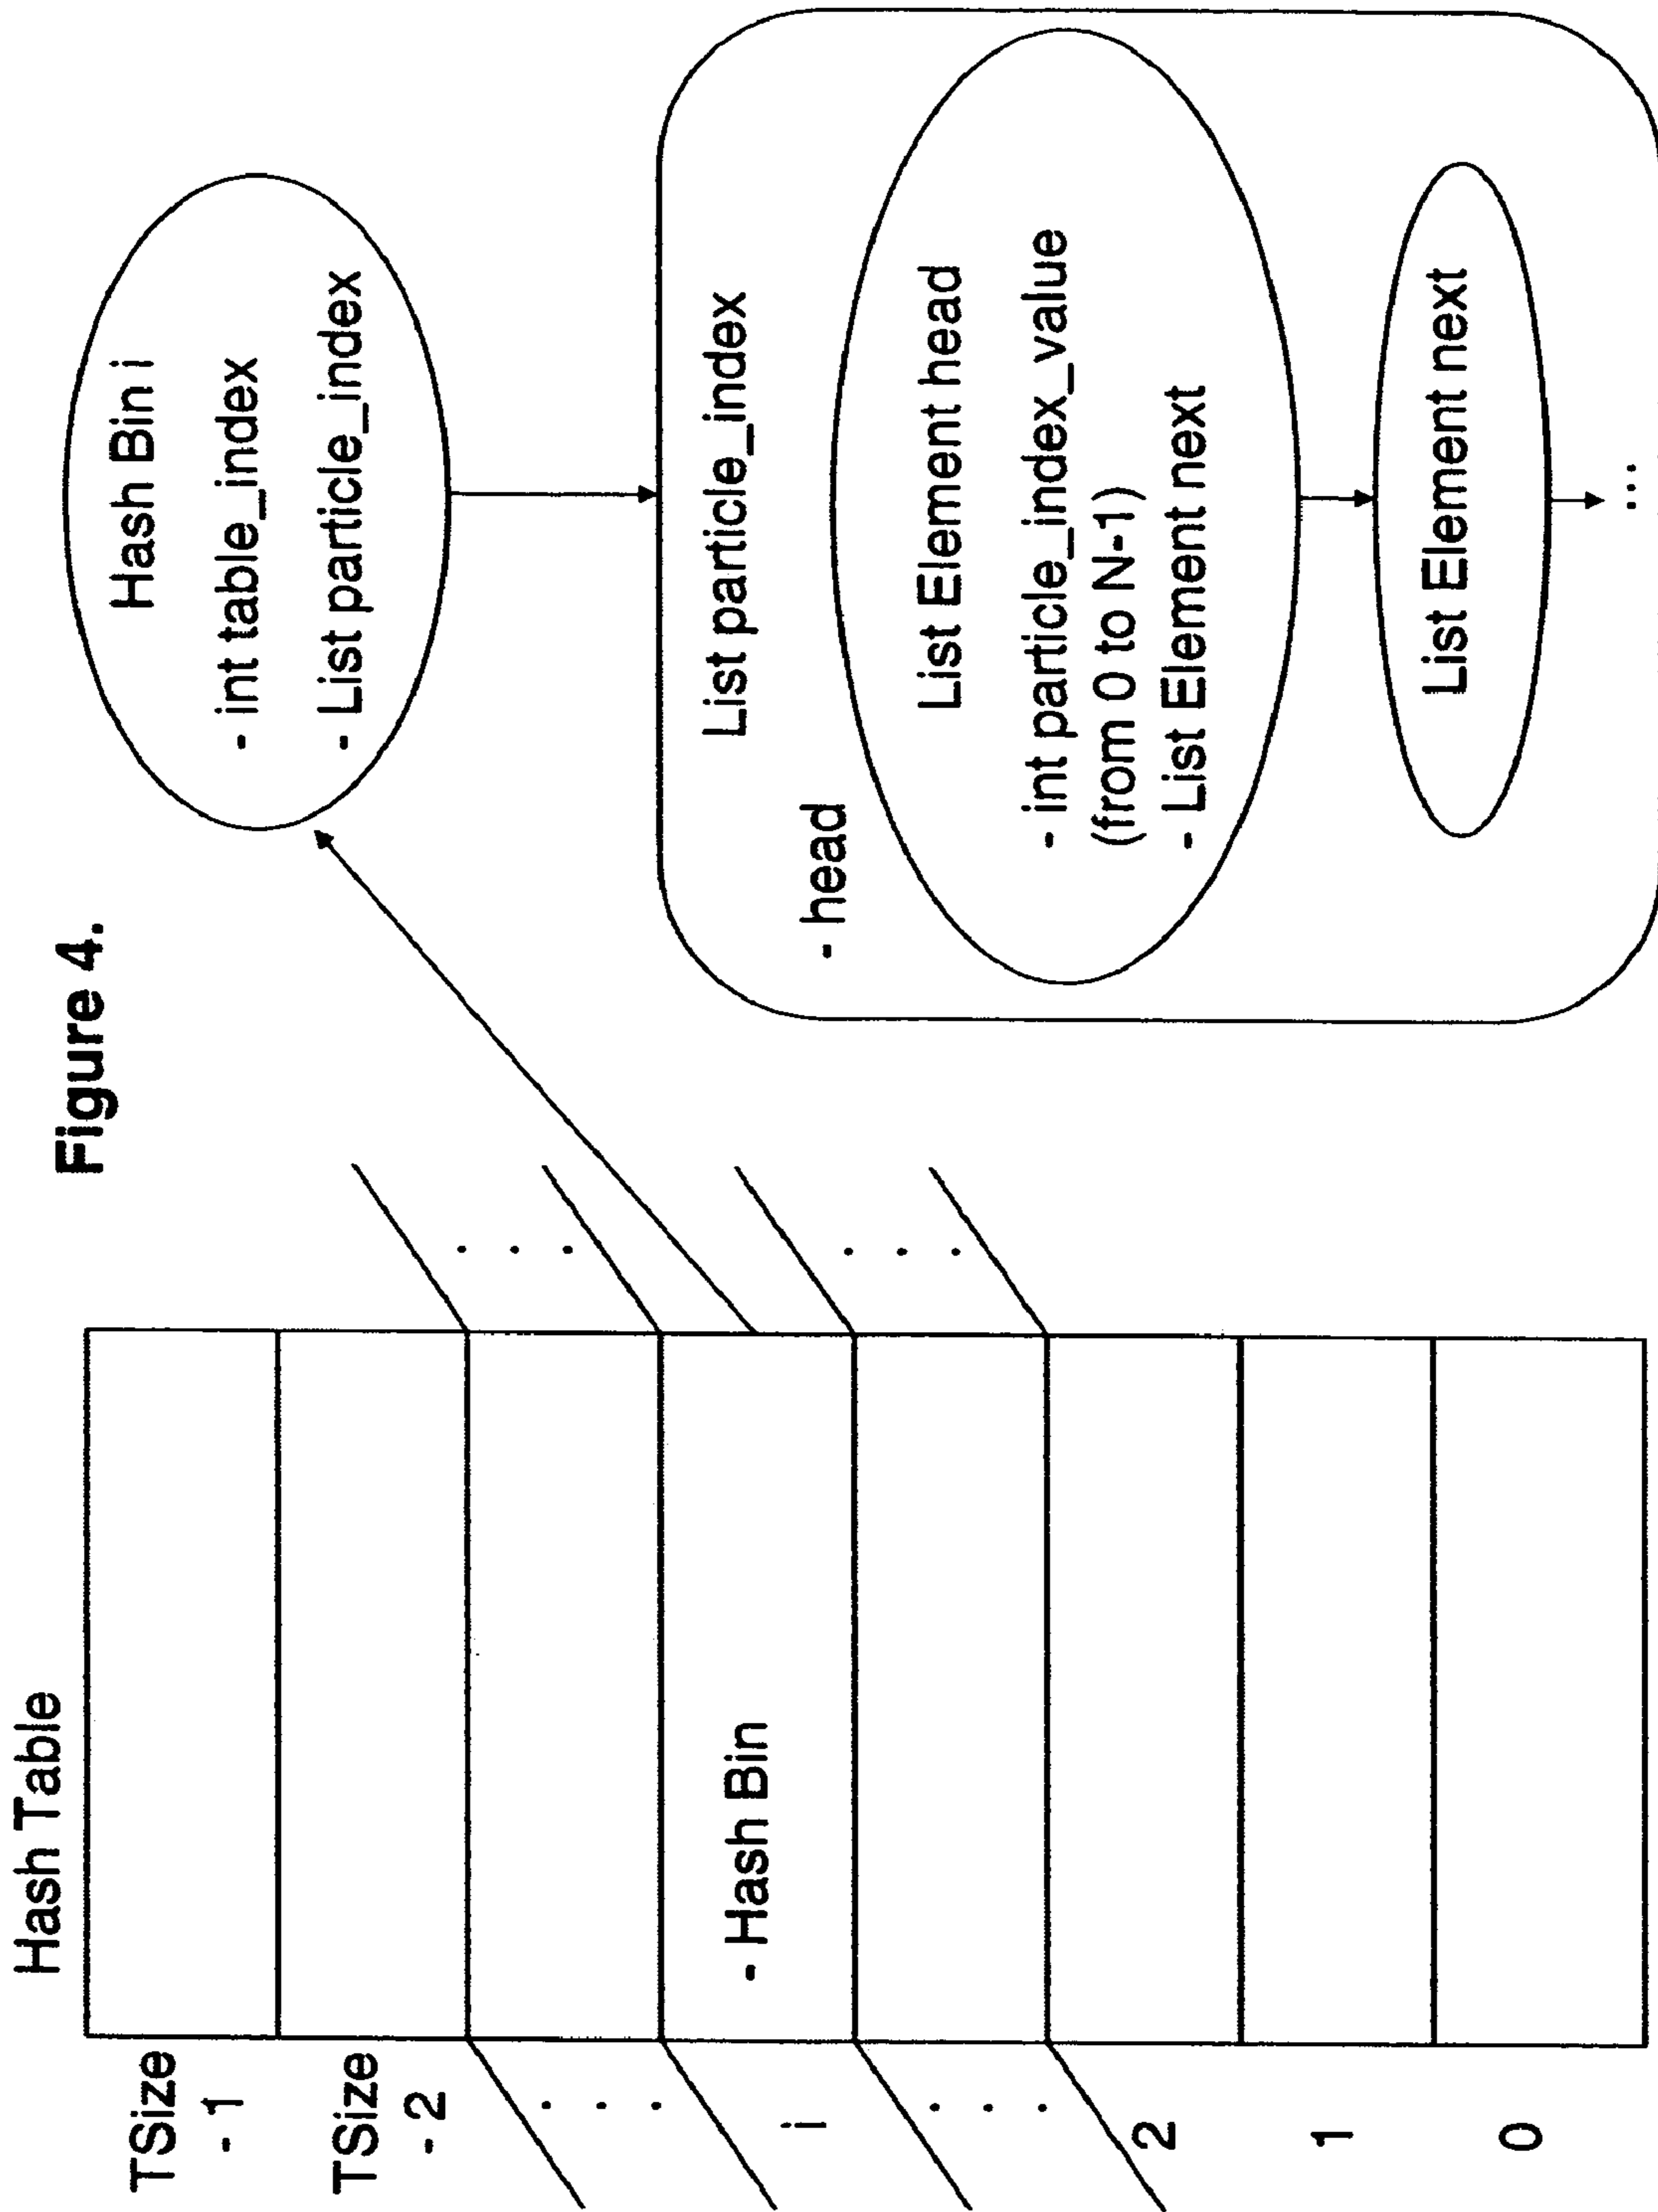 Figure 4.
Hash Table
TSize
- 1
TSize
- 2
. . .
i
. . .
2
1
0
- Hash Bin
. . .
. . .
Hash Bin i
- int table_index
- List particle_index
List particle_index
- head
List Element head
- int particle_index_value
(from 0 to N-1)
- List Element next
List Element next
...